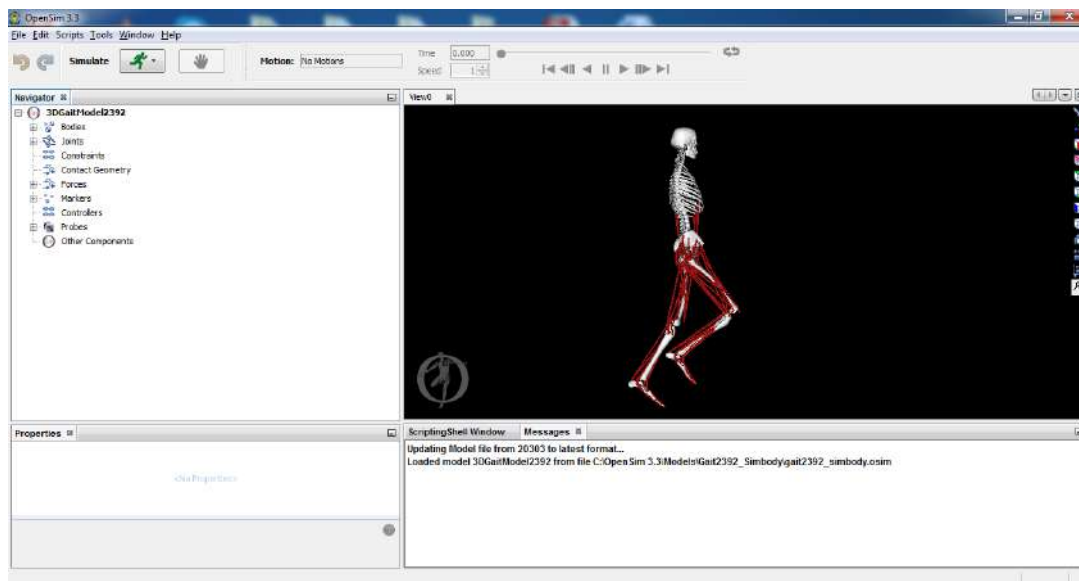 OpenSim 3.3
File Edit Scripts Tools Window Help
Simulate
Motion: No Motions
Time 0.000
Speed 1
Navigator
View0
3DGaitModel2392
Bodies
Joints
Constraints
Contact Geometry
Forces
Markers
Controllers
Probes
Other Components
Properties
<No Properties>
ScriptingShell Window Messages
Updating Model file from 20303 to latest format...
Loaded model 3DGaitModel2392 from file C:\OpenSim 3.3\Models\Gait2392_Simbody\gait2392_simbody.osim